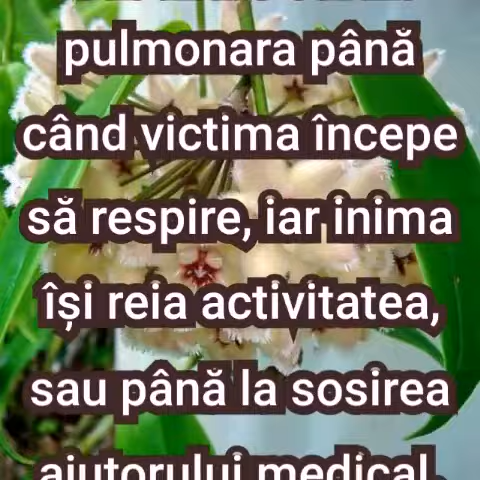 pulmonara până
când victima începe
să respire, iar inima
își reia activitatea,
sau până la sosirea
ajutorului medical.